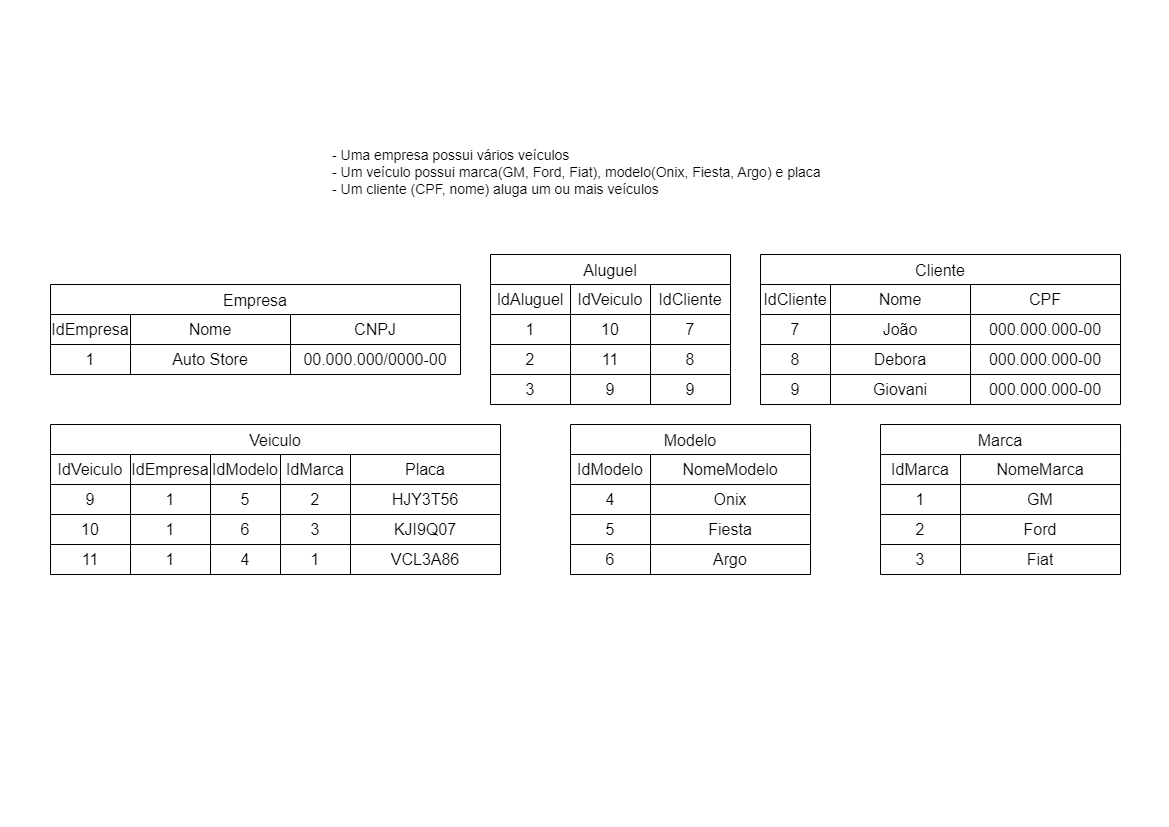 - Uma empresa possui vários veículos
- Um veículo possui marca(GM, Ford, Fiat), modelo(Onix, Fiesta, Argo) e placa
- Um cliente (CPF, nome) aluga um ou mais veículos
Empresa
IdEmpresa Nome CNPJ
1 Auto Store 00.000.000/0000-00
Aluguel
IdAluguel IdVeiculo IdCliente
1 10 7
2 11 8
3 9 9
Cliente
IdCliente Nome CPF
7 João 000.000.000-00
8 Debora 000.000.000-00
9 Giovani 000.000.000-00
Veiculo
IdVeiculo IdEmpresa IdModelo IdMarca Placa
9 1 5 2 HJY3T56
10 1 6 3 KJI9Q07
11 1 4 1 VCL3A86
Modelo
IdModelo NomeModelo
4 Onix
5 Fiesta
6 Argo
Marca
IdMarca NomeMarca
1 GM
2 Ford
3 Fiat